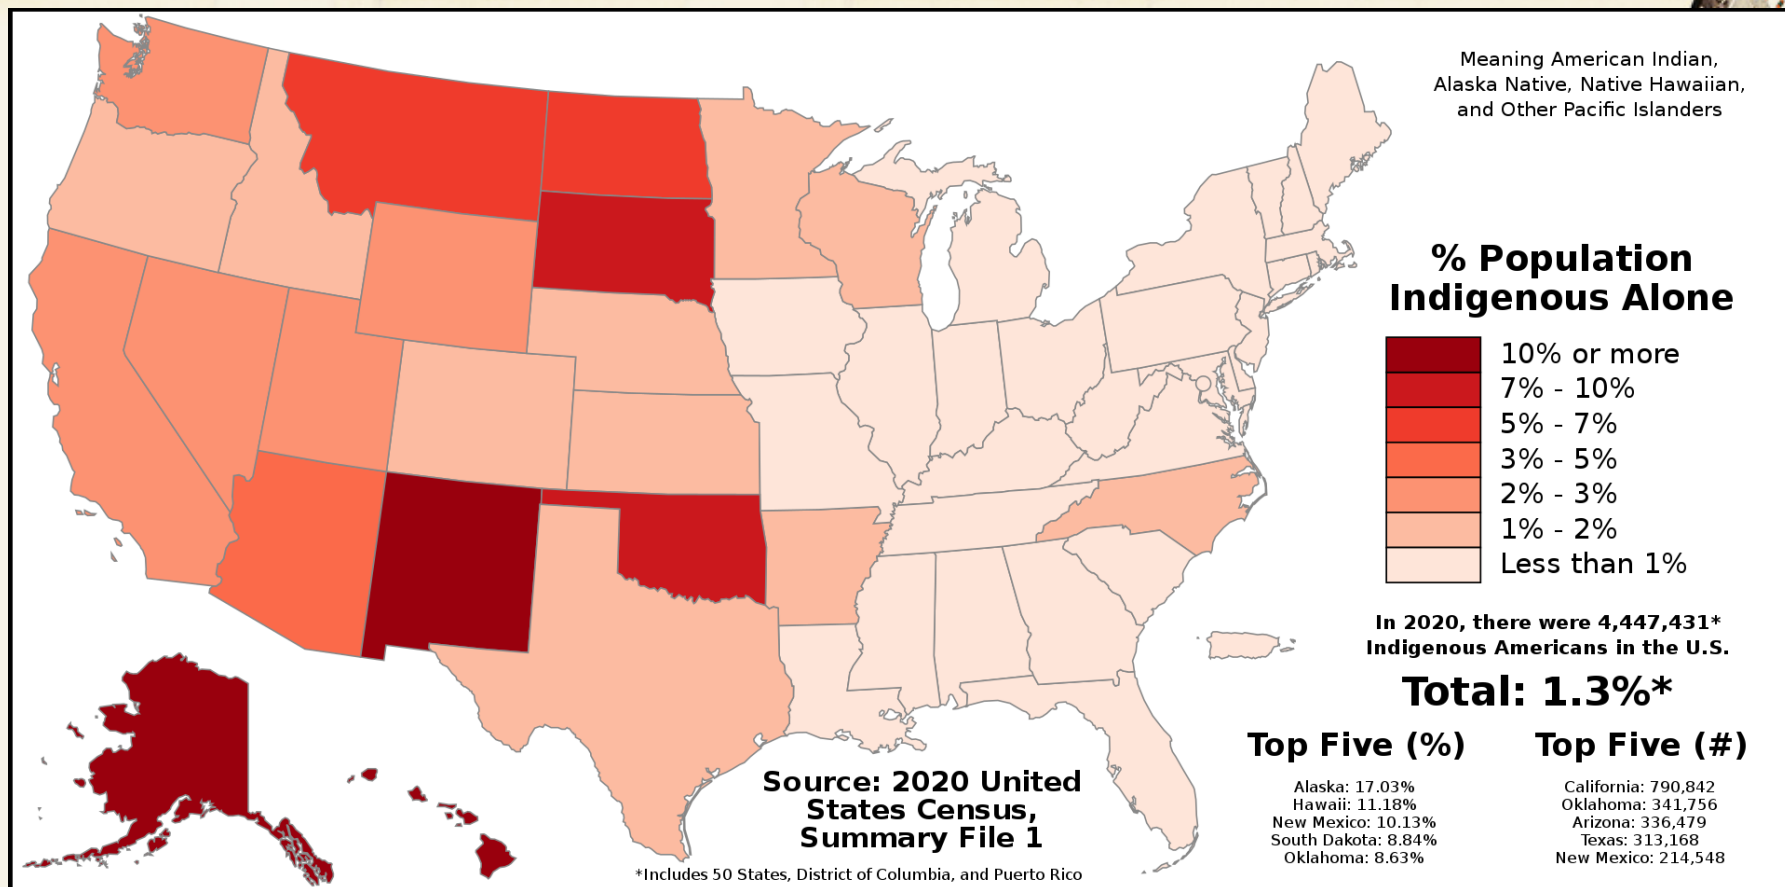 Meaning American Indian,
Alaska Native, Native Hawaiian,
and Other Pacific Islanders
% Population
Indigenous Alone
10% or more
7% - 10%
5% - 7%
3% - 5%
2% - 3%
1% - 2%
Less than 1%
In 2020, there were 4,447,431*
Indigenous Americans in the U.S.
Total: 1.3%*
Top Five (%)
Alaska: 17.03%
Hawaii: 11.18%
New Mexico: 10.13%
South Dakota: 8.84%
Oklahoma: 8.63%
Top Five (#)
California: 790,842
Oklahoma: 341,756
Arizona: 336,479
Texas: 313,168
New Mexico: 214,548
Source: 2020 United
States Census,
Summary File 1
*Includes 50 States, District of Columbia, and Puerto Rico